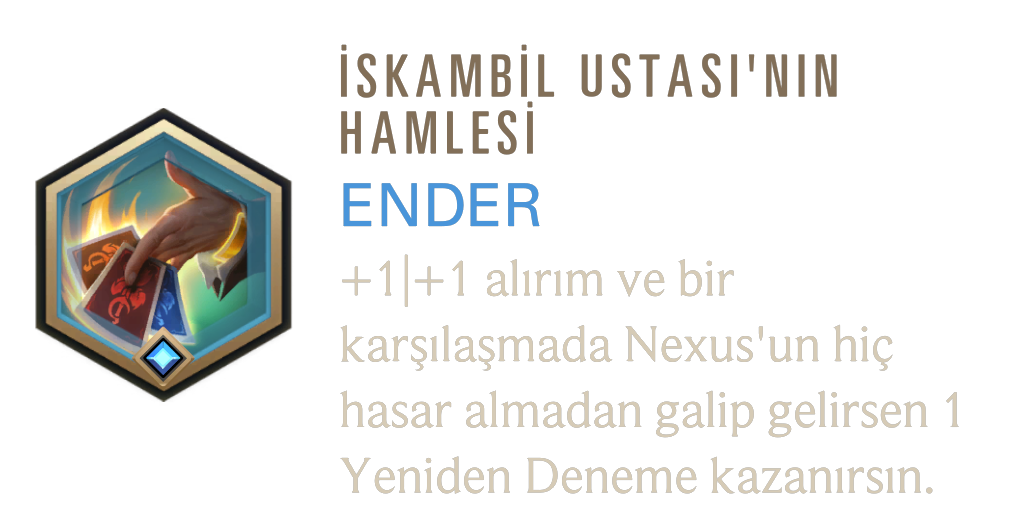 İSKAMBİL USTASI'NIN
HAMLESİ
ENDER
+1|+1 alırım ve bir
karşılaşmada Nexus'un hiç
hasar almadan galip gelirsen 1
Yeniden Deneme kazanırsın.